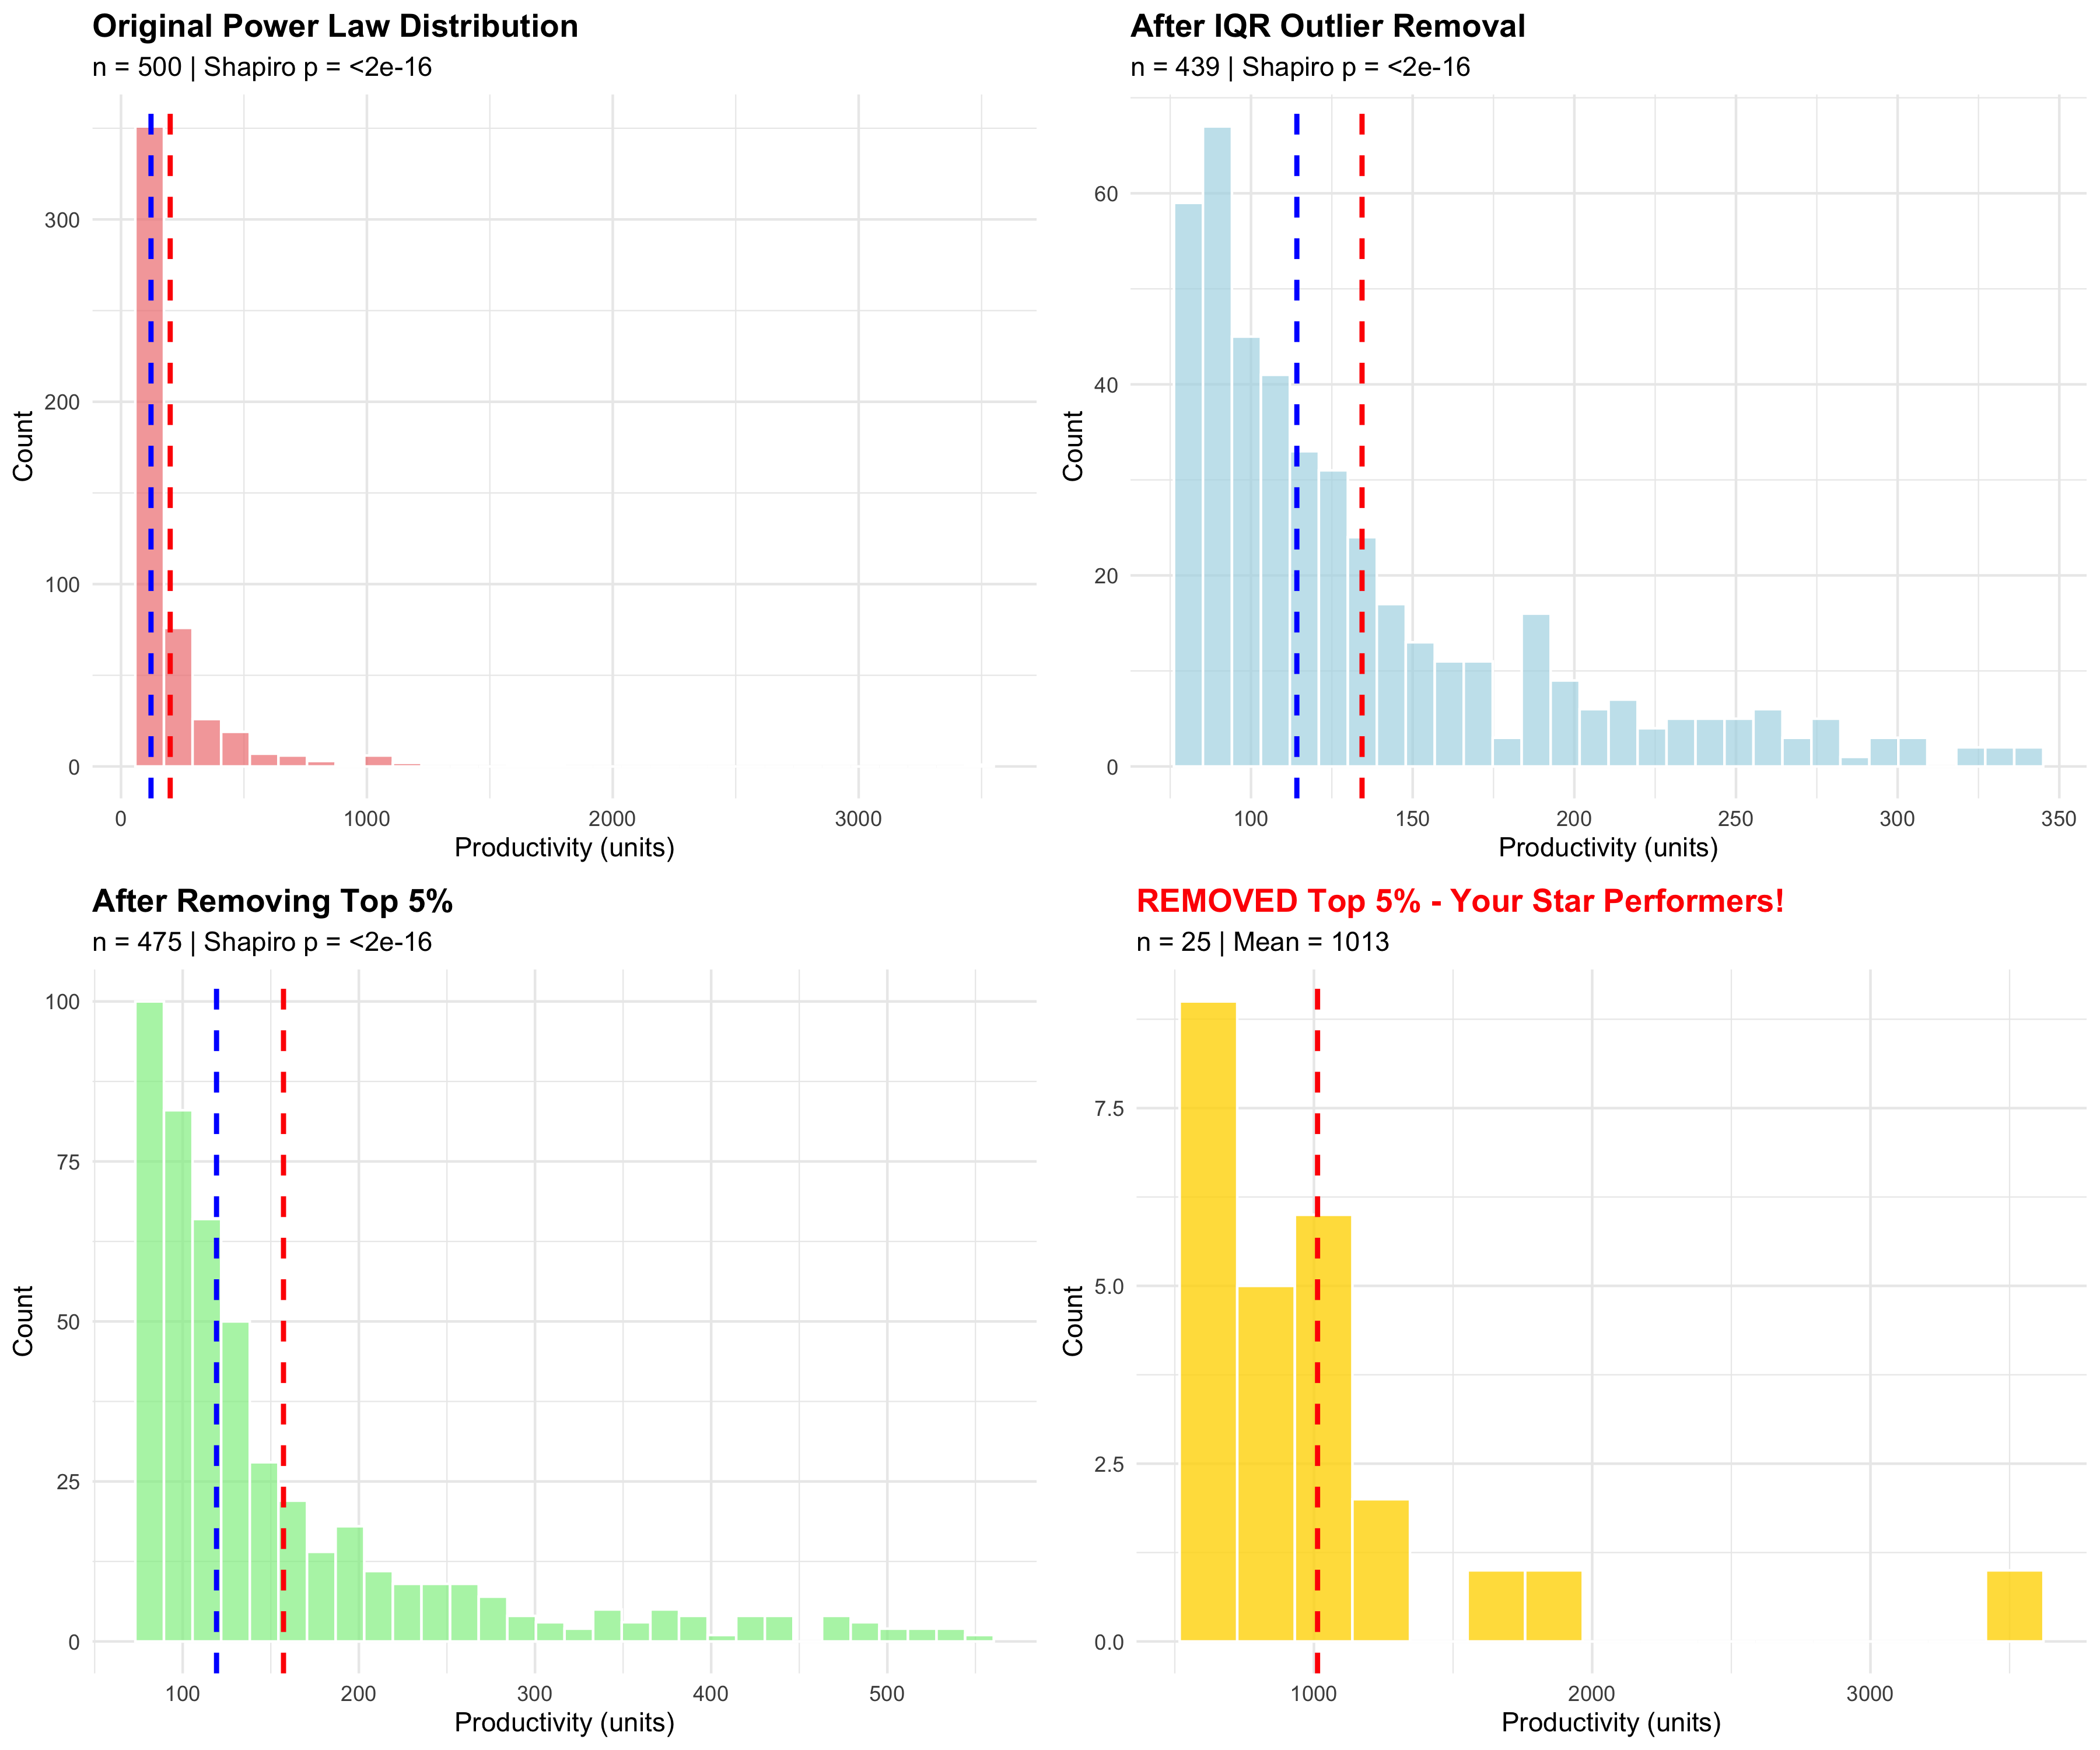 Original Power Law Distribution
n = 500 | Shapiro p = <2e-16
300
200
100
0
Count
0 1000 2000 3000
Productivity (units)
After IQR Outlier Removal
n = 439 | Shapiro p = <2e-16
60
40
20
0
Count
100 150 200 250 300 350
Productivity (units)
After Removing Top 5%
n = 475 | Shapiro p = <2e-16
100
75
50
25
0
Count
100 200 300 400 500
Productivity (units)
REMOVED Top 5% - Your Star Performers!
n = 25 | Mean = 1013
7.5
5.0
2.5
0.0
Count
1000 2000 3000
Productivity (units)